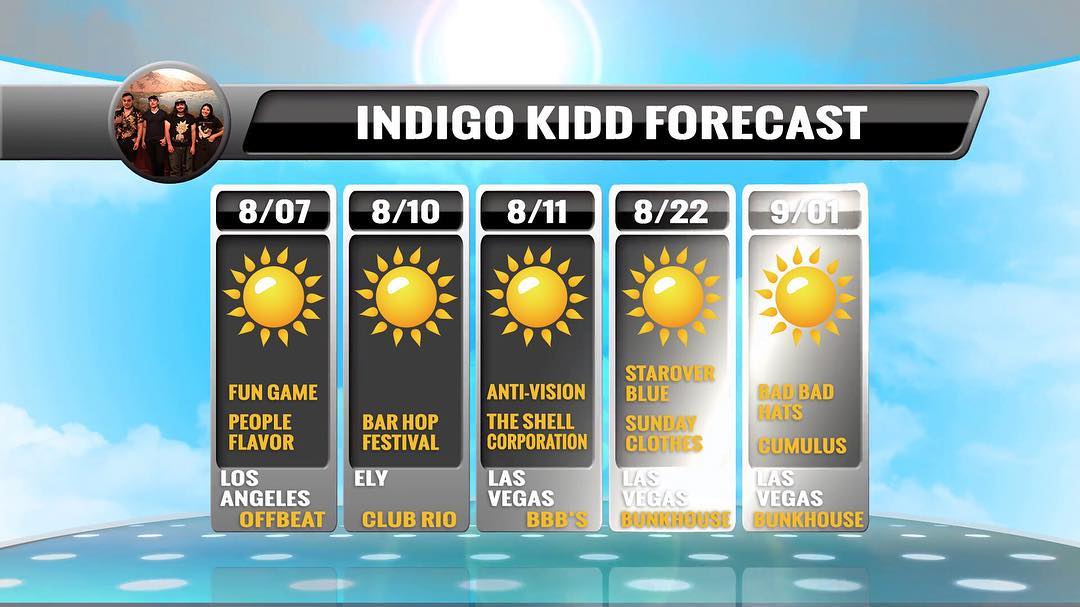 INDIGO KIDD FORECAST
8/07
FUN GAME
PEOPLE
FLAVOR
LOS
ANGELES
OFFBEAT
8/10
BAR HOP
FESTIVAL
ELY
CLUB RIO
8/11
ANTI-VISION
THE SHELL
CORPORATION
LAS
VEGAS
BBB'S
8/22
STAROVER
BLUE
SUNDAY
CLOTHES
LAS
VEGAS
BUNKHOUSE
9/01
BAD BAD
HATS
CUMULUS
LAS
VEGAS
BUNKHOUSE